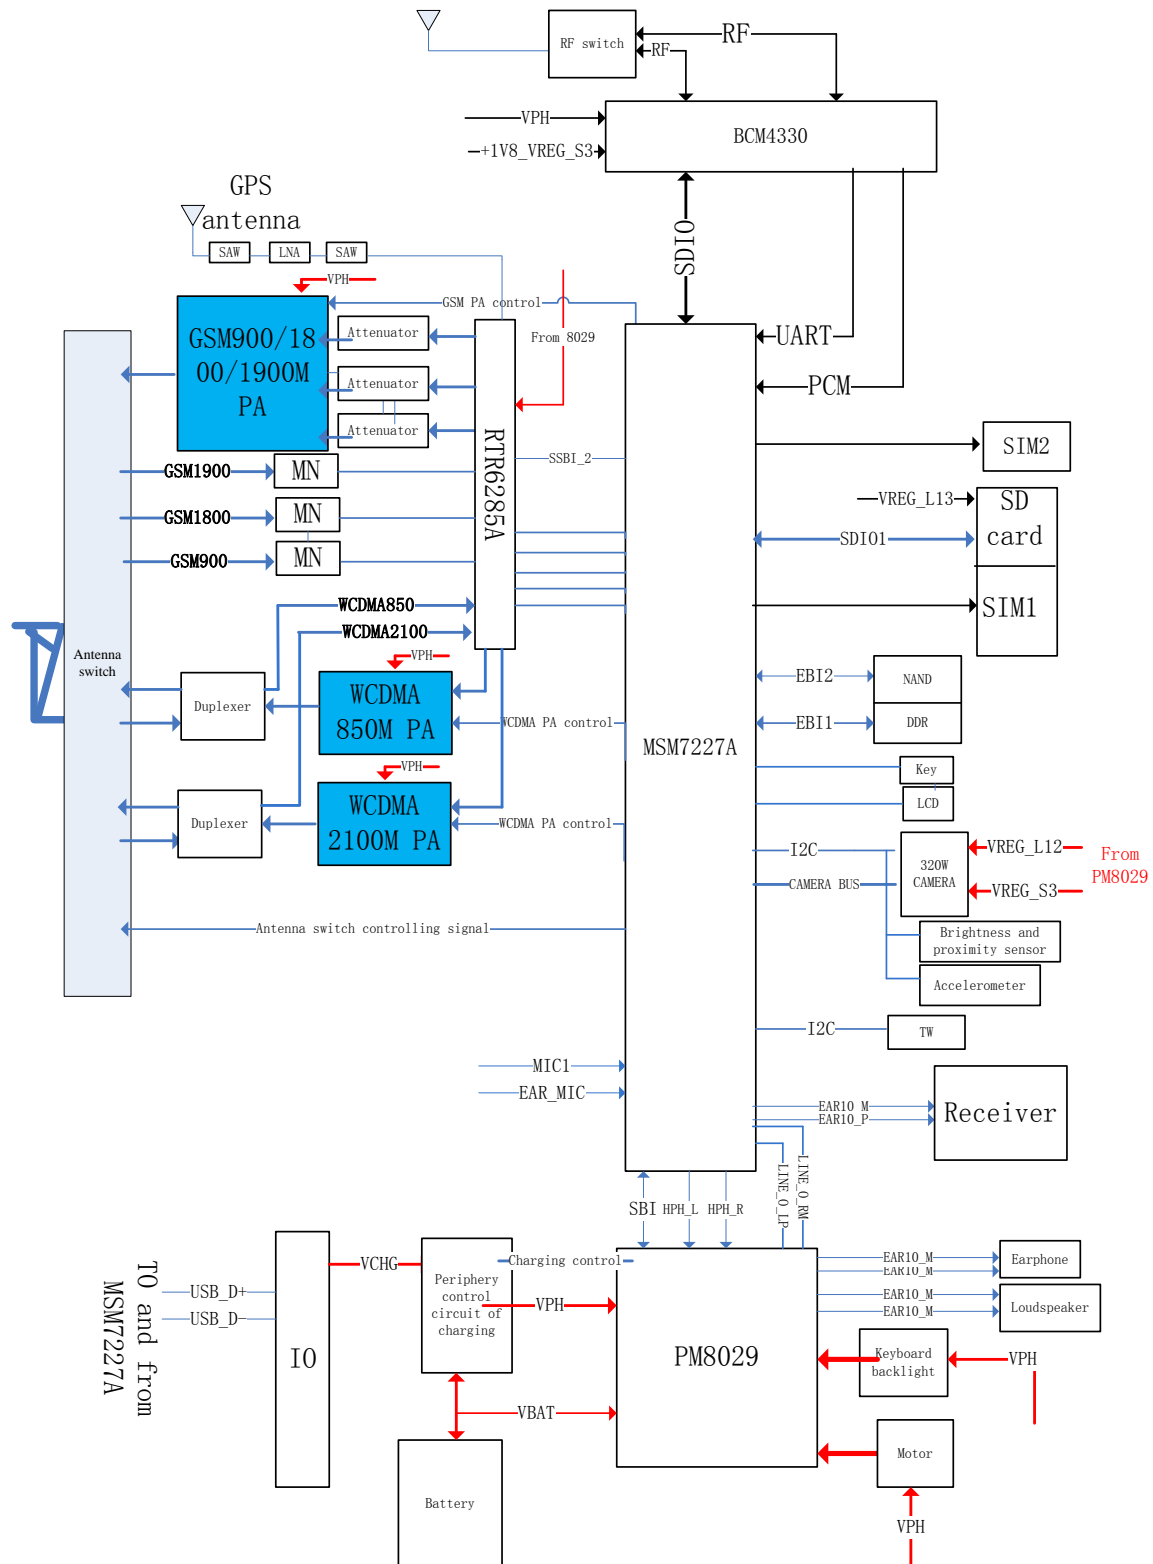 RF switch
RF
RF
VPH
BCM4330
+1V8_VREG_S3
GPS
antenna
SDIO
SAW
LNA
SAW
VPH
GSM PA control
GSM900/18
00/1900M
PA
Attenuator
Attenuator
Attenuator
From 8029
UART
PCM
RTR6285A
SSBI_2
SIM2
GSM1900
MN
GSM1800
MN
GSM900
MN
VREG_L13
SD
card
SDIO1
SIM1
WCDMA850
WCDMA2100
Antenna
switch
VPH
Duplexer
WCDMA
850M PA
WCDMA PA control
MSM7227A
EBI2
NAND
EBI1
DDR
VPH
Key
LCD
Duplexer
WCDMA
2100M PA
WCDMA PA control
I2C
CAMERA BUS
320W
CAMERA
VREG_L12
VREG_S3
From
PM8029
Antenna switch controlling signal
Brightness and
proximity sensor
Accelerometer
I2C
TW
MIC1
EAR_MIC
EAR10_M
EAR10_P
Receiver
LINE_O_LP
LINE_O_RM
SBI
HPH_L
HPH_R
TO and from
MSM7227A
USB_D+
USB_D-
IO
VCHG
Periphery
control
circuit of
charging
Charging control
VPH
VBAT
Battery
PM8029
EAR10_M
EAR10_M
Earphone
EAR10_M
EAR10_M
Loudspeaker
Keyboard
backlight
VPH
Motor
VPH